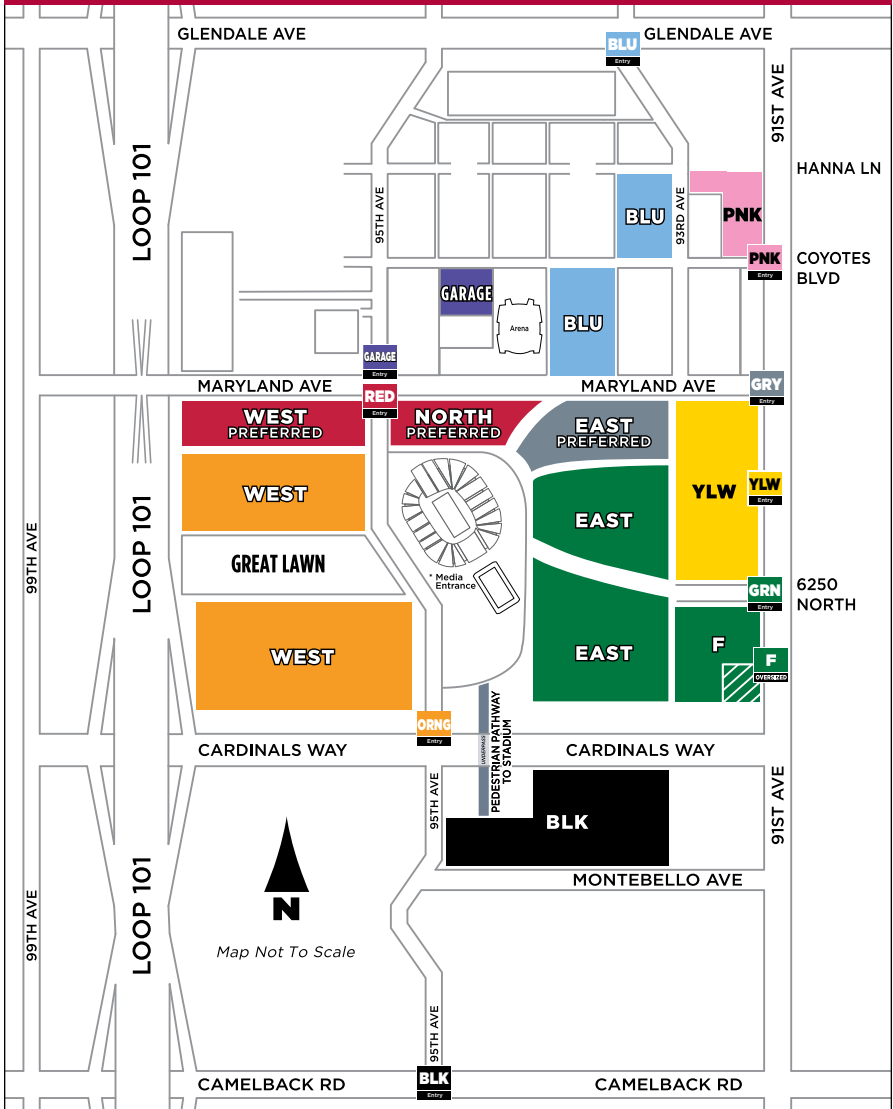 GLENDALE AVE
GLENDALE AVE
BLU
Entry
91ST AVE
LOOP 101
HANNA LN
95TH AVE
93RD AVE
BLU
PNK
PNK
Entry
COYOTES
BLVD
GARAGE
Arena
BLU
GARAGE
Entry
MARYLAND AVE
MARYLAND AVE
GRY
Entry
RED
Entry
WEST
PREFERRED
NORTH
PREFERRED
EAST
PREFERRED
WEST
YLW
YLW
Entry
EAST
99TH AVE
LOOP 101
GREAT LAWN
* Media
Entrance
GRN
Entry
6250
NORTH
WEST
EAST
F
F
OVERSIZED
ORNG
Entry
PEDESTRIAN PATHWAY
TO STADIUM
UNDERPASS
CARDINALS WAY
CARDINALS WAY
95TH AVE
91ST AVE
BLK
MONTEBELLO AVE
99TH AVE
LOOP 101
N
Map Not To Scale
95TH AVE
BLK
Entry
CAMELBACK RD
CAMELBACK RD